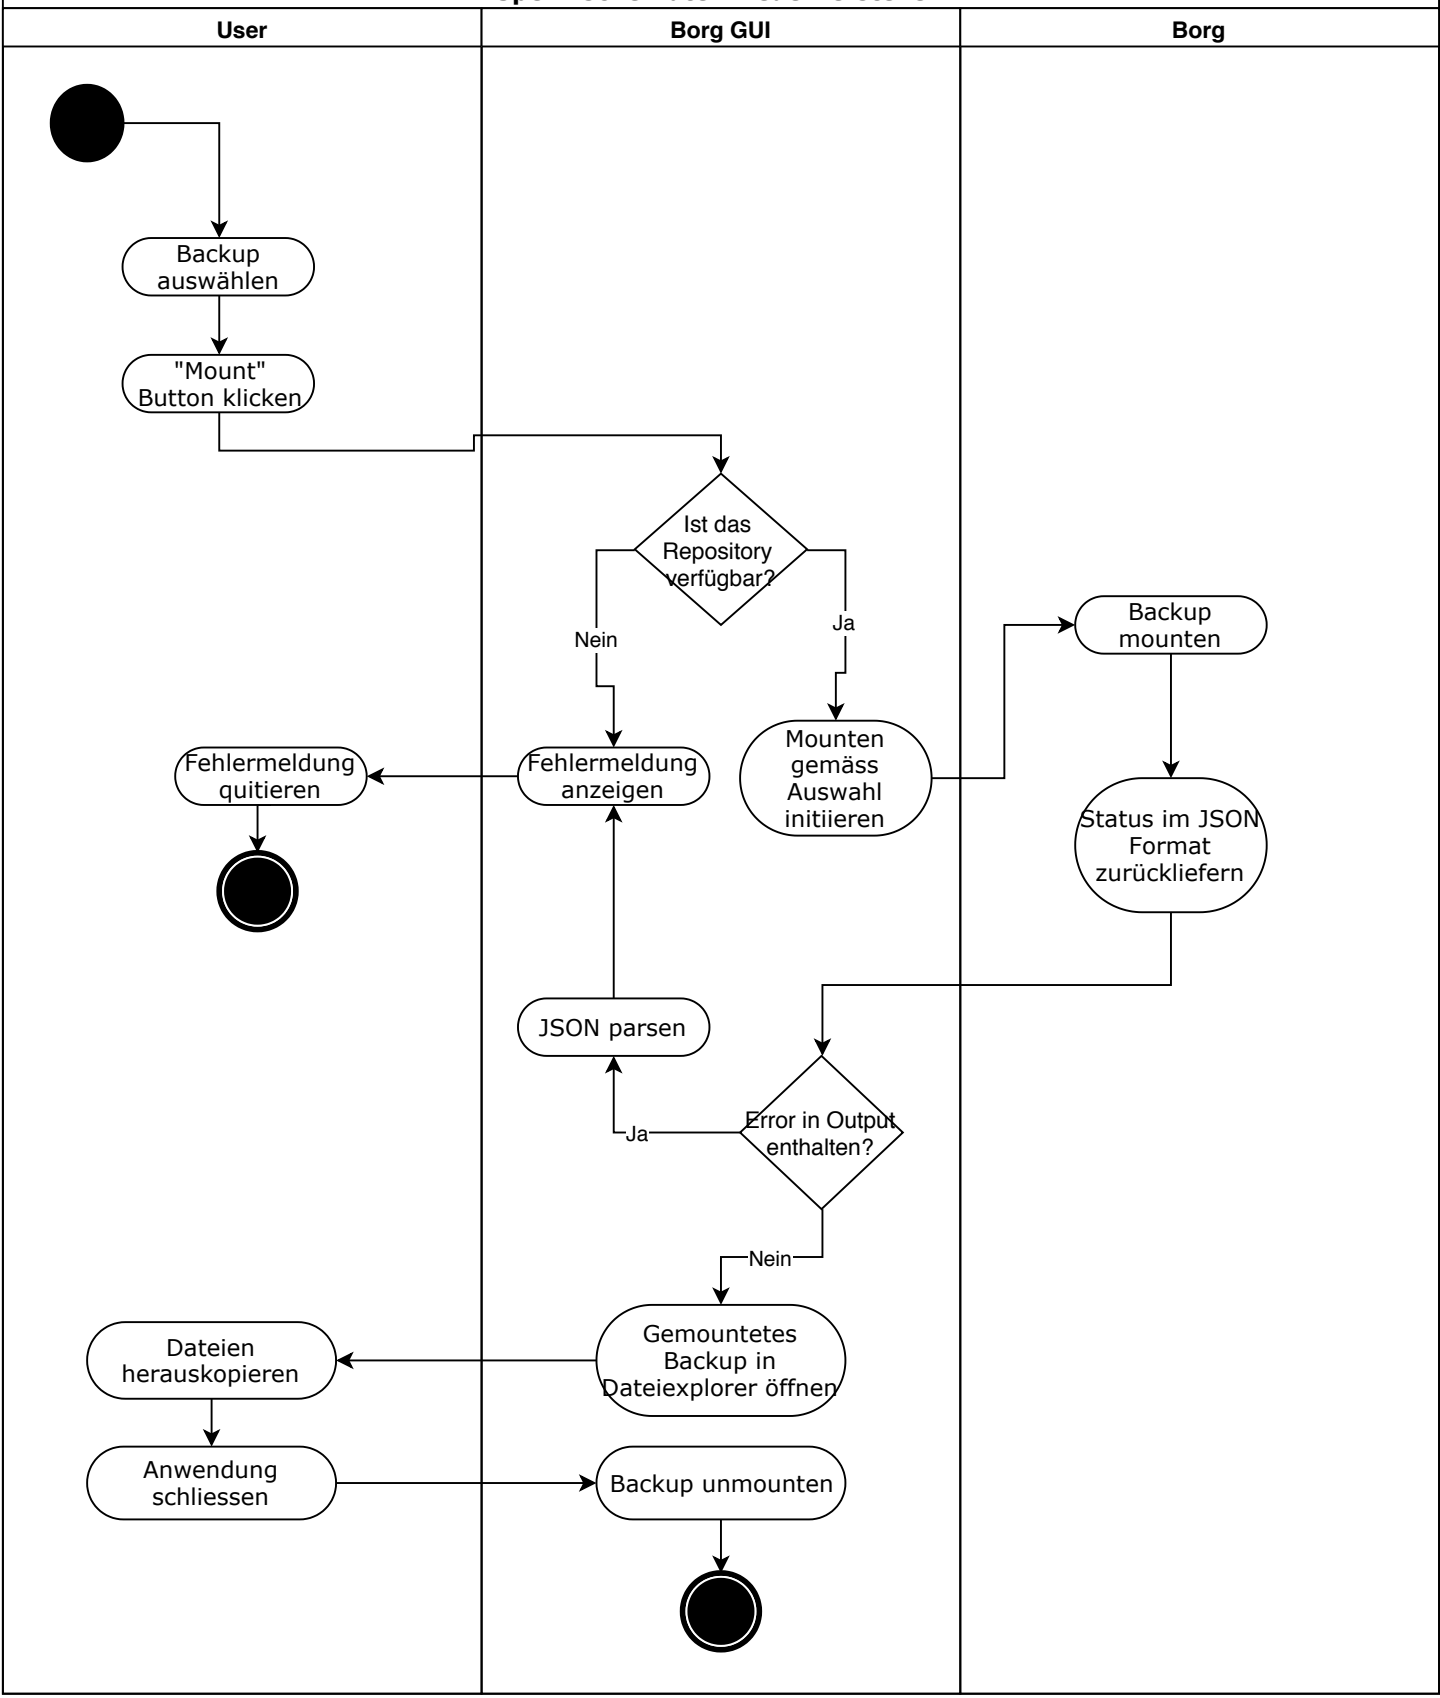 User
Borg GUI
Borg
Backup
auswählen
"Mount"
Button klicken
Ist das
Repository
verfügbar?
Nein
Ja
Backup
mounten
Fehlermeldung
quitieren
Fehlermeldung
anzeigen
Mounten
gemäss
Auswahl
initiieren
Status im JSON
Format
zurückliefern
JSON parsen
Error in Output
enthalten?
Ja
Nein
Gemountetes
Backup in
Dateiexplorer öffnen
Dateien
herauskopieren
Anwendung
schliessen
Backup unmounten